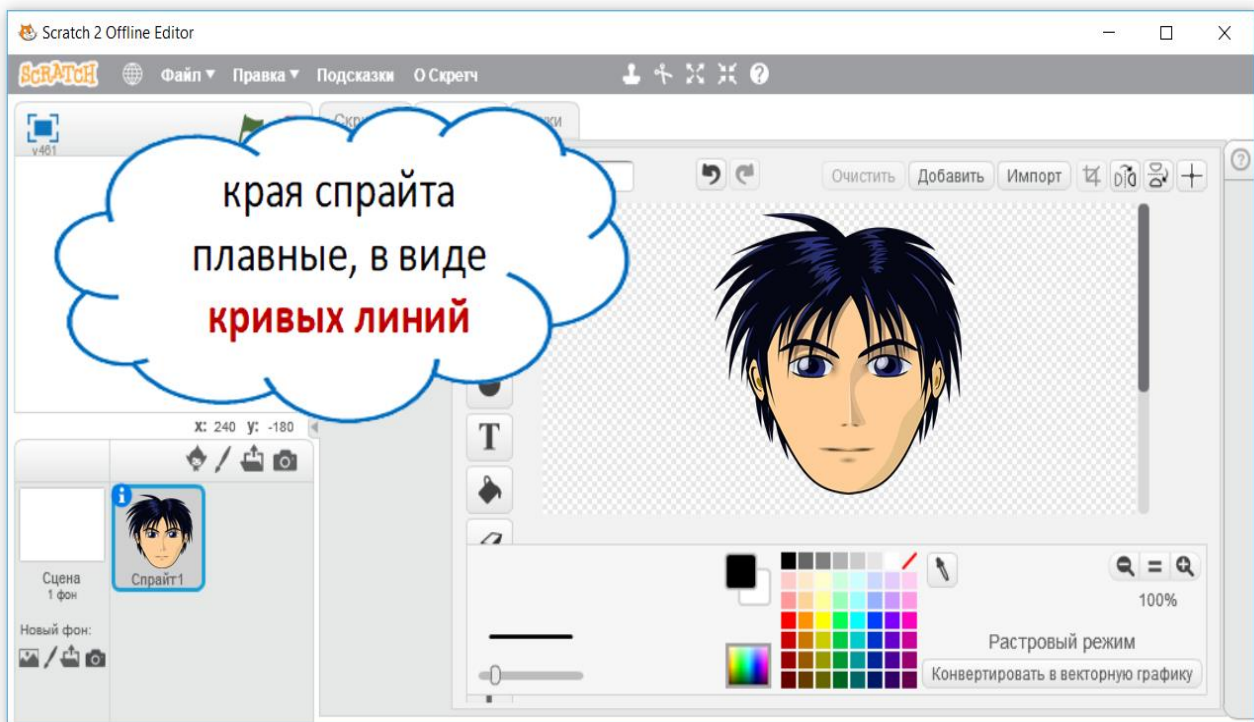 Scratch 2 Offline Editor
SCRATCH Файл Правка Подсказки О Скретч
v461
края спрайта
плавные, в виде
кривых линий
Очистить Добавить Импорт
T
x: 240 y: -180
Сцена
1 фон
Спрайт1
Новый фон:
100%
Растровый режим
Конвертировать в векторную графику